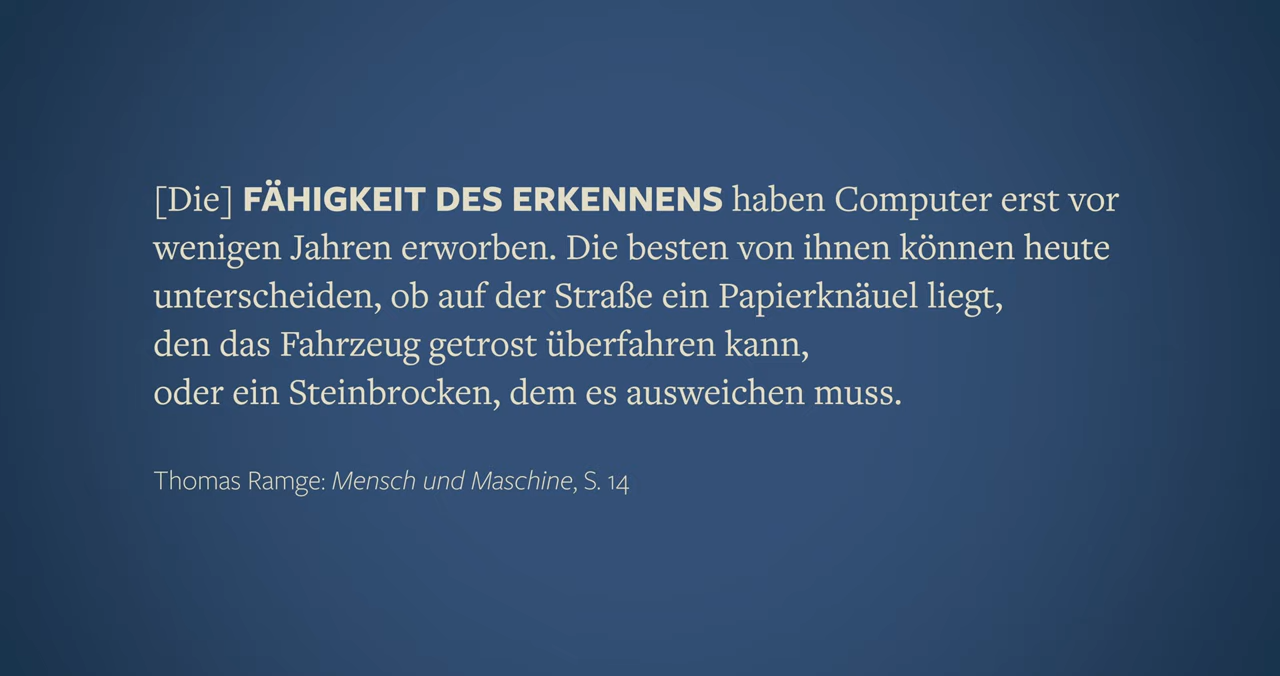 [Die] FÄHIGKEIT DES ERKENNENS haben Computer erst vor
wenigen Jahren erworben. Die besten von ihnen können heute
unterscheiden, ob auf der Straße ein Papierknäuel liegt,
den das Fahrzeug getrost überfahren kann,
oder ein Steinbrocken, dem es ausweichen muss.
Thomas Ramge: Mensch und Maschine, S. 14